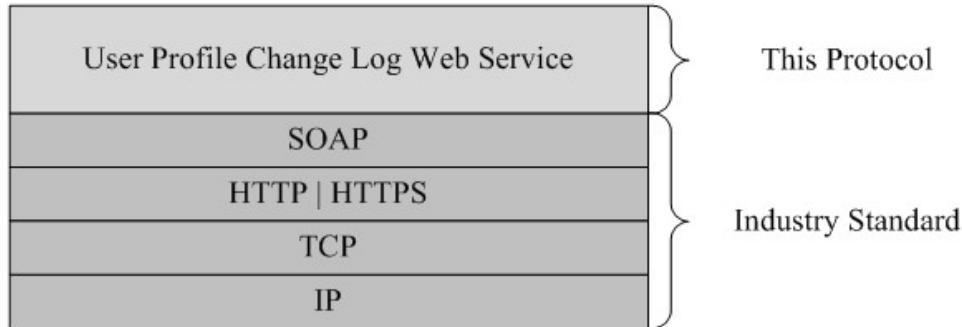 User Profile Change Log Web Service
This Protocol
SOAP
HTTP | HTTPS
TCP
IP
Industry Standard